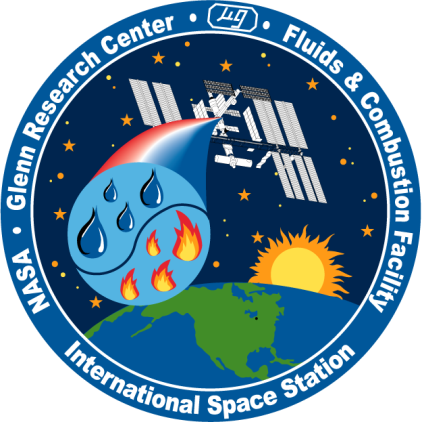 NASA • Glenn Research Center • µg • Fluids & Combustion Facility
International Space Station